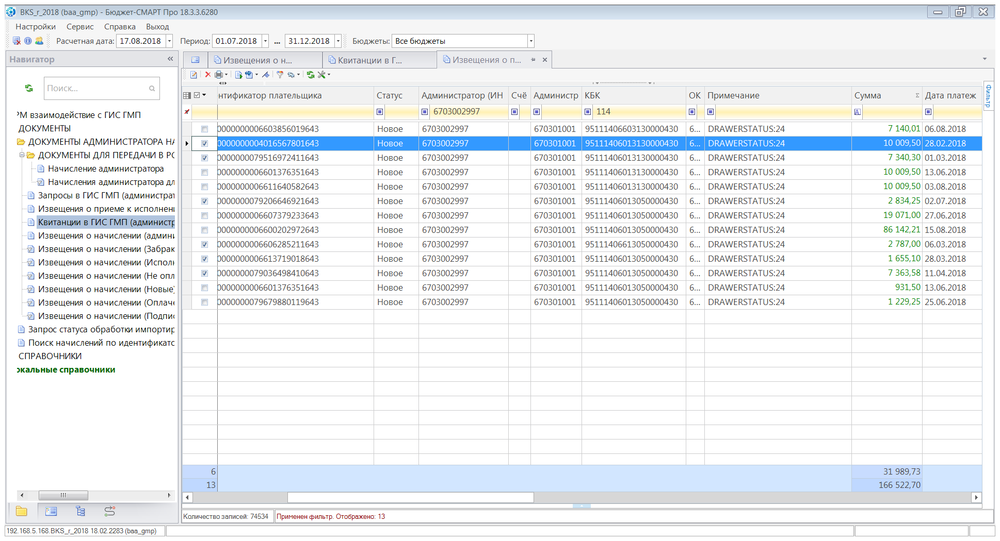 BKS_r_2018 (baa_gmp) - Бюджет-СМАРТ Про 18.3.3.6280
Настройки Сервис Справка Выход
Расчетная дата: 17.08.2018 Период: 01.07.2018 ... 31.12.2018 Бюджеты: Все бюджеты
Навигатор «
Извещения о н... Квитанции в Г... Извещения о п...
Поиск...
РМ взаимодействие с ГИС ГМП
ДОКУМЕНТЫ
ДОКУМЕНТЫ АДМИНИСТРАТОРА НА
ДОКУМЕНТЫ ДЛЯ ПЕРЕДАЧИ В РС
Начисление администратора
Начисления администратора дл
Запросы в ГИС ГМП (администрат
Извещения о приеме к исполнени
Квитанции в ГИС ГМП (администр
Извещения о начислении (админи
Извещения о начислении (Забрак
Извещения о начислении (Исполн
Извещения о начислении (Не опл
Извещения о начислении (Новые)
Извещения о начислении (Оплаче
Извещения о начислении (Подпис
Запрос статуса обработки импортир
Поиск начислений по идентификатс
СПРАВОЧНИКИ
окальные справочники
нтификатор плательщика Статус Администратор (ИН Счё Администр КБК ОК Примечание Сумма Σ Дата платеж
6703002997 114 A
0000000006603856019643 Новое 6703002997 670301001 95111406603130000430 6... DRAWERSTATUS:24 7 140,01 06.08.2018
0000000004016567801643 Новое 6703002997 670301001 95111406013130000430 6... DRAWERSTATUS:24 10 009,50 28.02.2018
0000000079516972411643 Новое 6703002997 670301001 95111406013130000430 6... DRAWERSTATUS:24 7 340,30 01.03.2018
0000000006601376351643 Новое 6703002997 670301001 95111406013130000430 6... DRAWERSTATUS:24 10 009,50 13.06.2018
0000000006611640582643 Новое 6703002997 670301001 95111406013130000430 6... DRAWERSTATUS:24 10 009,50 03.08.2018
0000000079206646921643 Новое 6703002997 670301001 95111406013050000430 6... DRAWERSTATUS:24 2 834,25 02.07.2018
0000000006607379233643 Новое 6703002997 670301001 95111406013050000430 6... DRAWERSTATUS:24 19 071,00 27.06.2018
0000000006600202972643 Новое 6703002997 670301001 95111406013050000430 6... DRAWERSTATUS:24 86 142,21 15.08.2018
0000000006606285211643 Новое 6703002997 670301001 95111406613050000430 6... DRAWERSTATUS:24 2 787,00 06.03.2018
0000000006613719018643 Новое 6703002997 670301001 95111406013050000430 6... DRAWERSTATUS:24 1 655,10 28.03.2018
0000000079036498410643 Новое 6703002997 670301001 95111406013050000430 6... DRAWERSTATUS:24 7 363,58 11.04.2018
0000000006601376351643 Новое 6703002997 670301001 95111406013050000430 6... DRAWERSTATUS:24 931,50 13.06.2018
0000000079679880119643 Новое 6703002997 670301001 95111406013050000430 6... DRAWERSTATUS:24 1 229,25 25.06.2018
6 31 989,73
13 166 522,70
Фильтр
Количество записей: 74534 Применен фильтр. Отображено: 13
192.168.5.168.BKS_r_2018 18.02.2283 (baa_gmp)